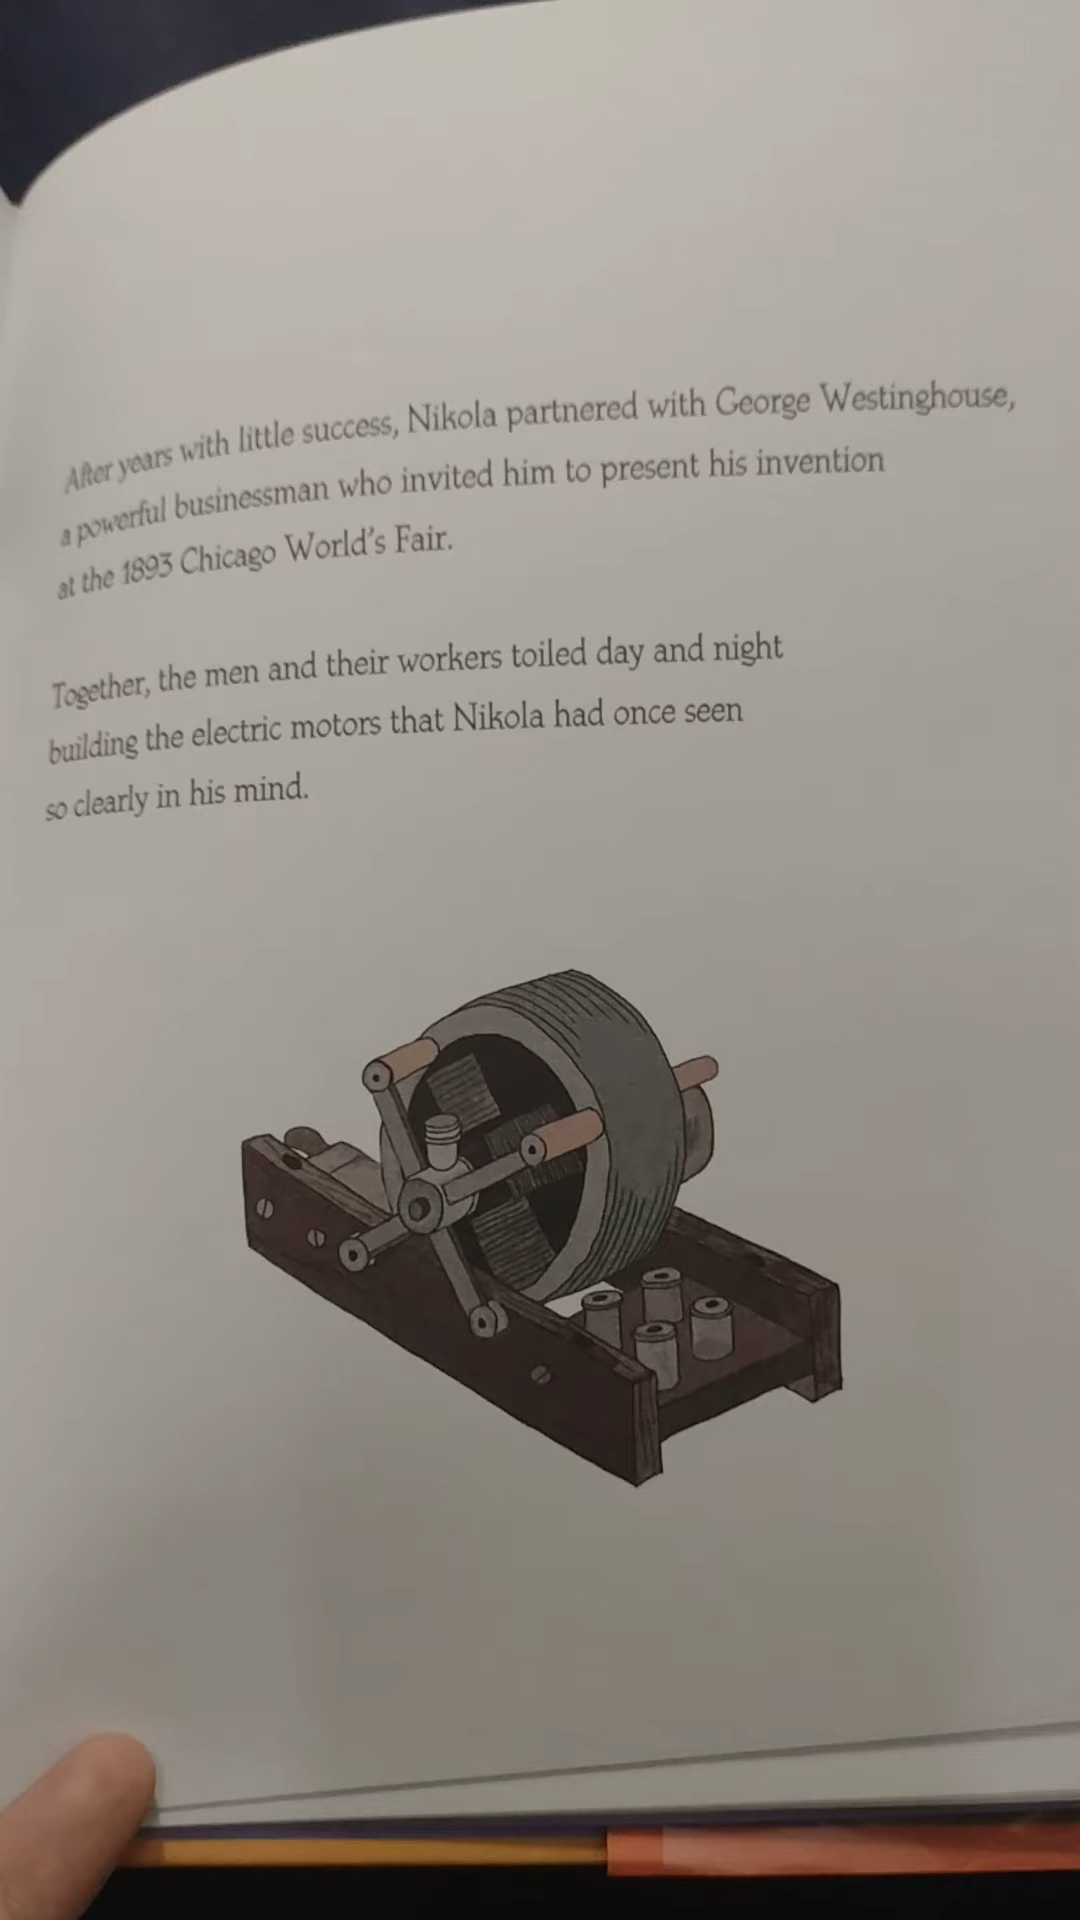 After years with little success, Nikola partnered with George Westinghouse,
a powerful businessman who invited him to present his invention
at the 1893 Chicago World's Fair.
Together, the men and their workers toiled day and night
building the electric motors that Nikola had once seen
so clearly in his mind.